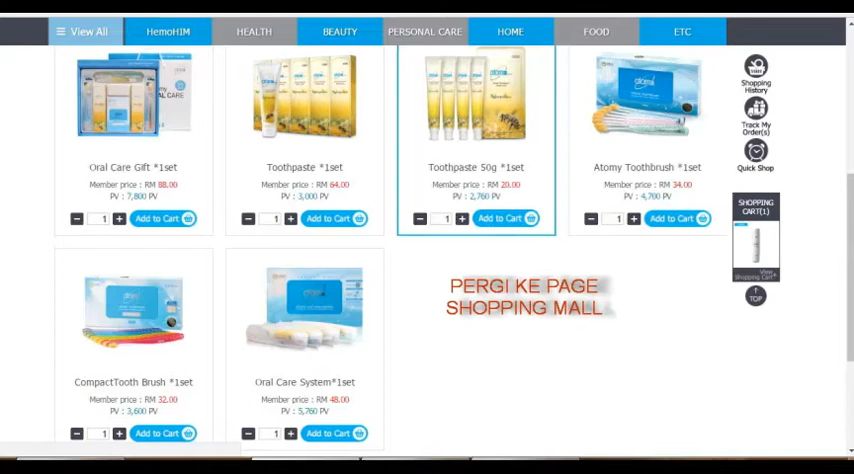 View All
HemoHIM
HEALTH
BEAUTY
PERSONAL CARE
HOME
FOOD
ETC
Oral Care Gift *1set
Member price : RM 88.00
PV : 7,800 PV
1
Add to Cart
Toothpaste *1set
Member price : RM 64.00
PV : 3,000 PV
1
Add to Cart
Toothpaste 50g *1set
Member price : RM 20.00
PV : 2,760 PV
1
Add to Cart
Atomy Toothbrush *1set
Member price : RM 34.00
PV : 4,700 PV
1
Add to Cart
Shopping
History
Track My
Order(s)
Quick Shop
SHOPPING
CART(1)
View
Shopping Cart
TOP
PERGI KE PAGE
SHOPPING MALL
CompactTooth Brush *1set
Member price : RM 32.00
PV : 3,600 PV
1
Add to Cart
Oral Care System*1set
Member price : RM 48.00
PV : 5,760 PV
1
Add to Cart